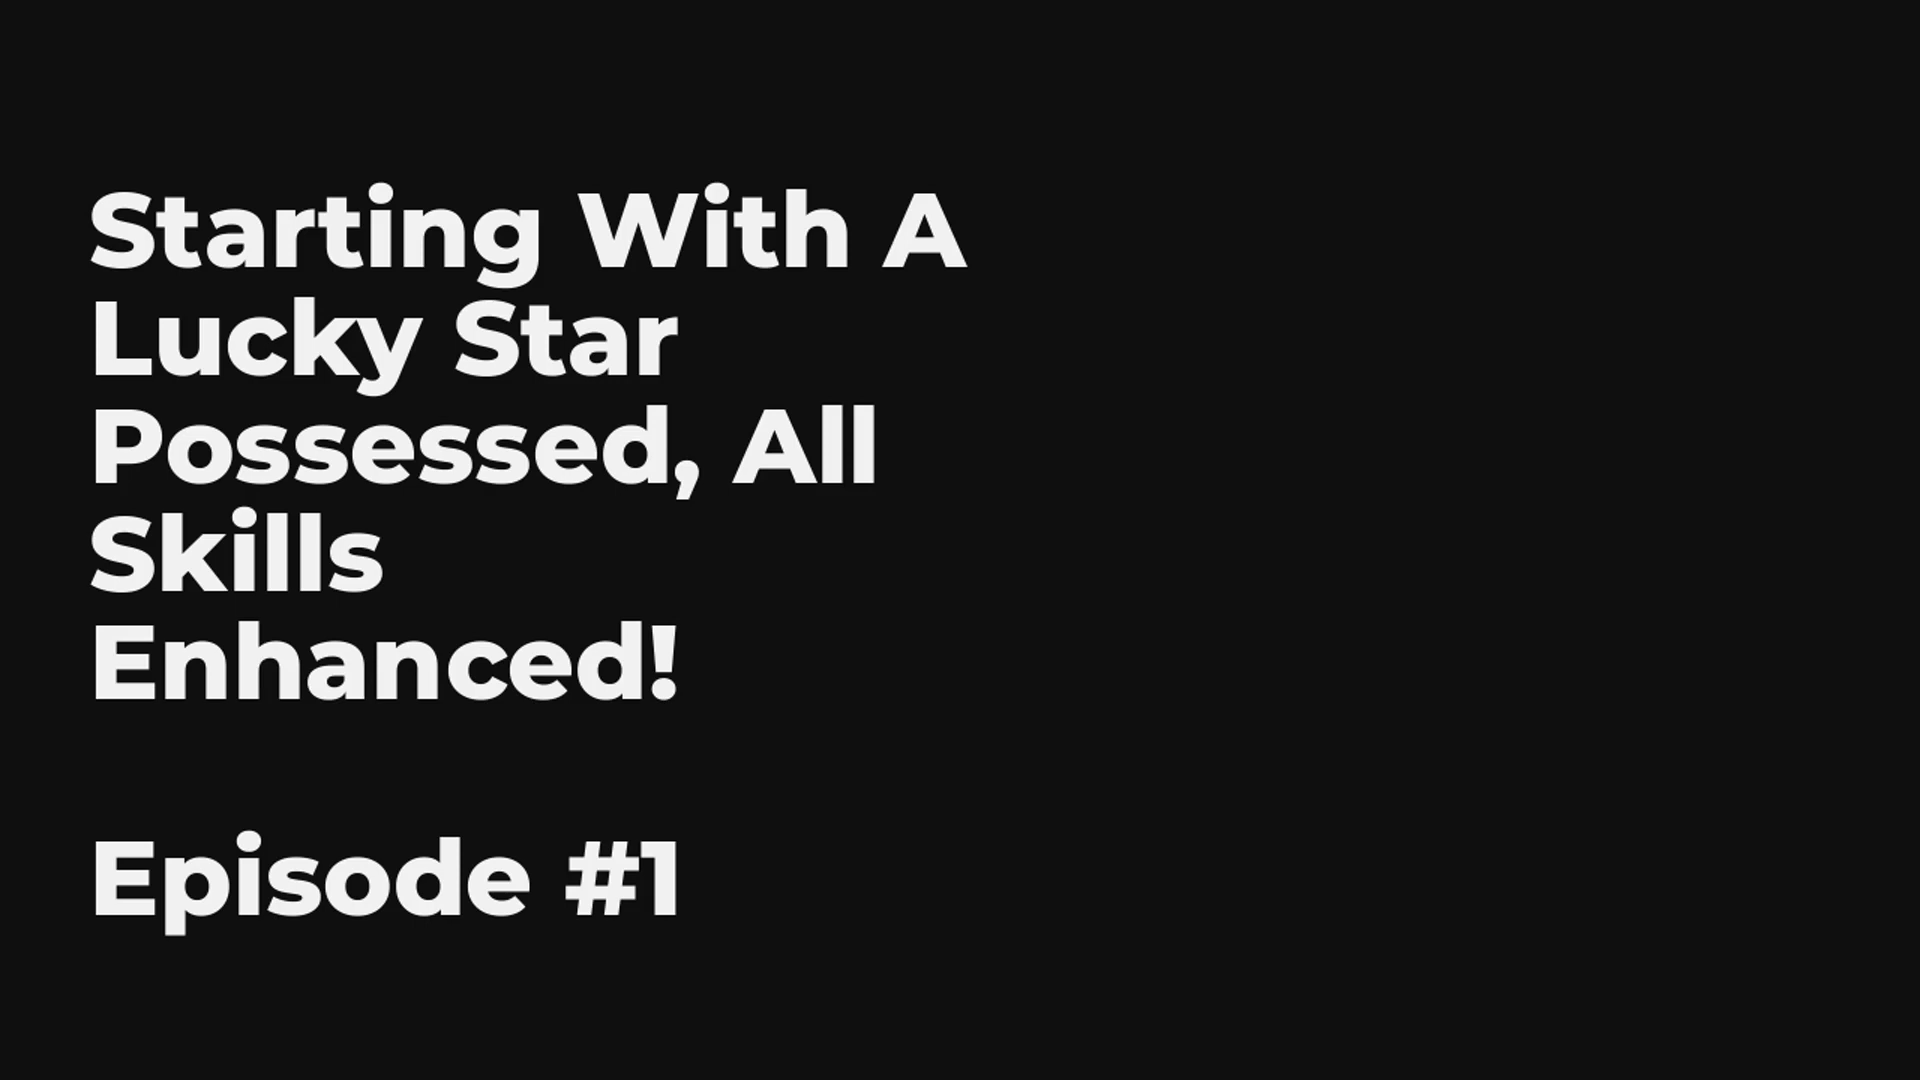 Starting With A
Lucky Star
Possessed, All
Skills
Enhanced!
Episode #1